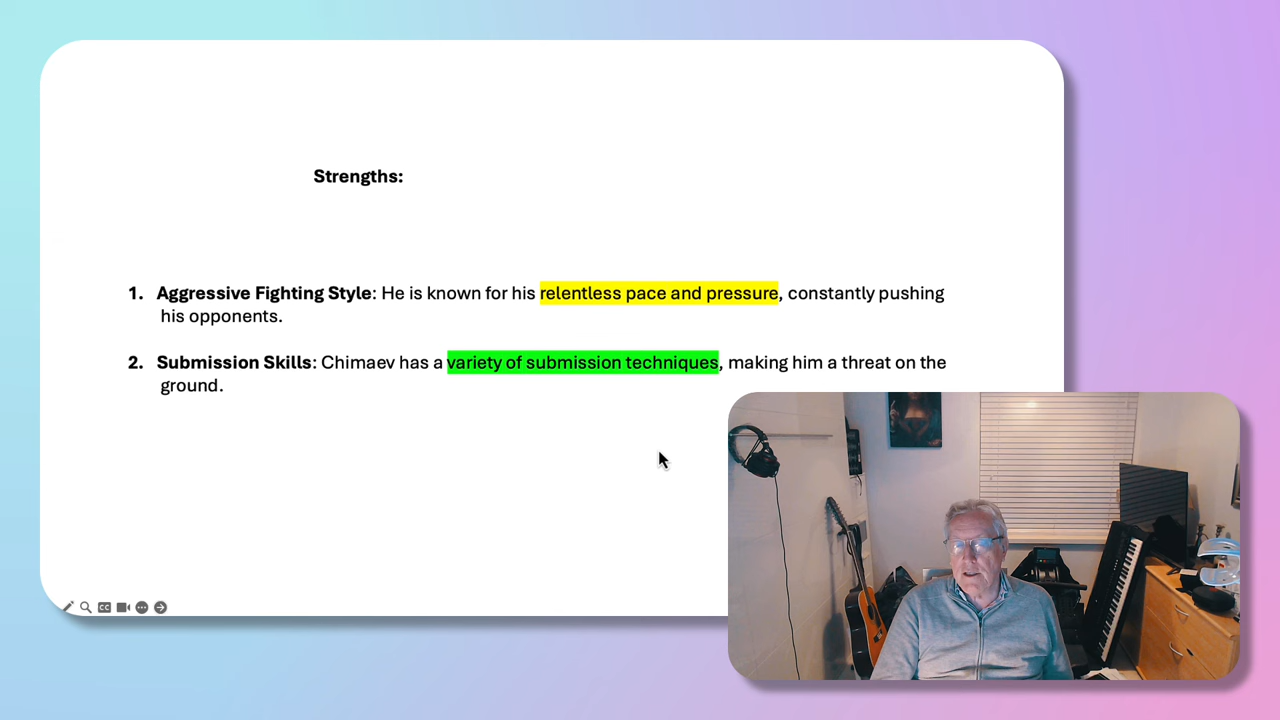 Strengths:
1. Aggressive Fighting Style: He is known for his relentless pace and pressure, constantly pushing
his opponents.
2. Submission Skills: Chimaev has a variety of submission techniques, making him a threat on the
ground.
CC